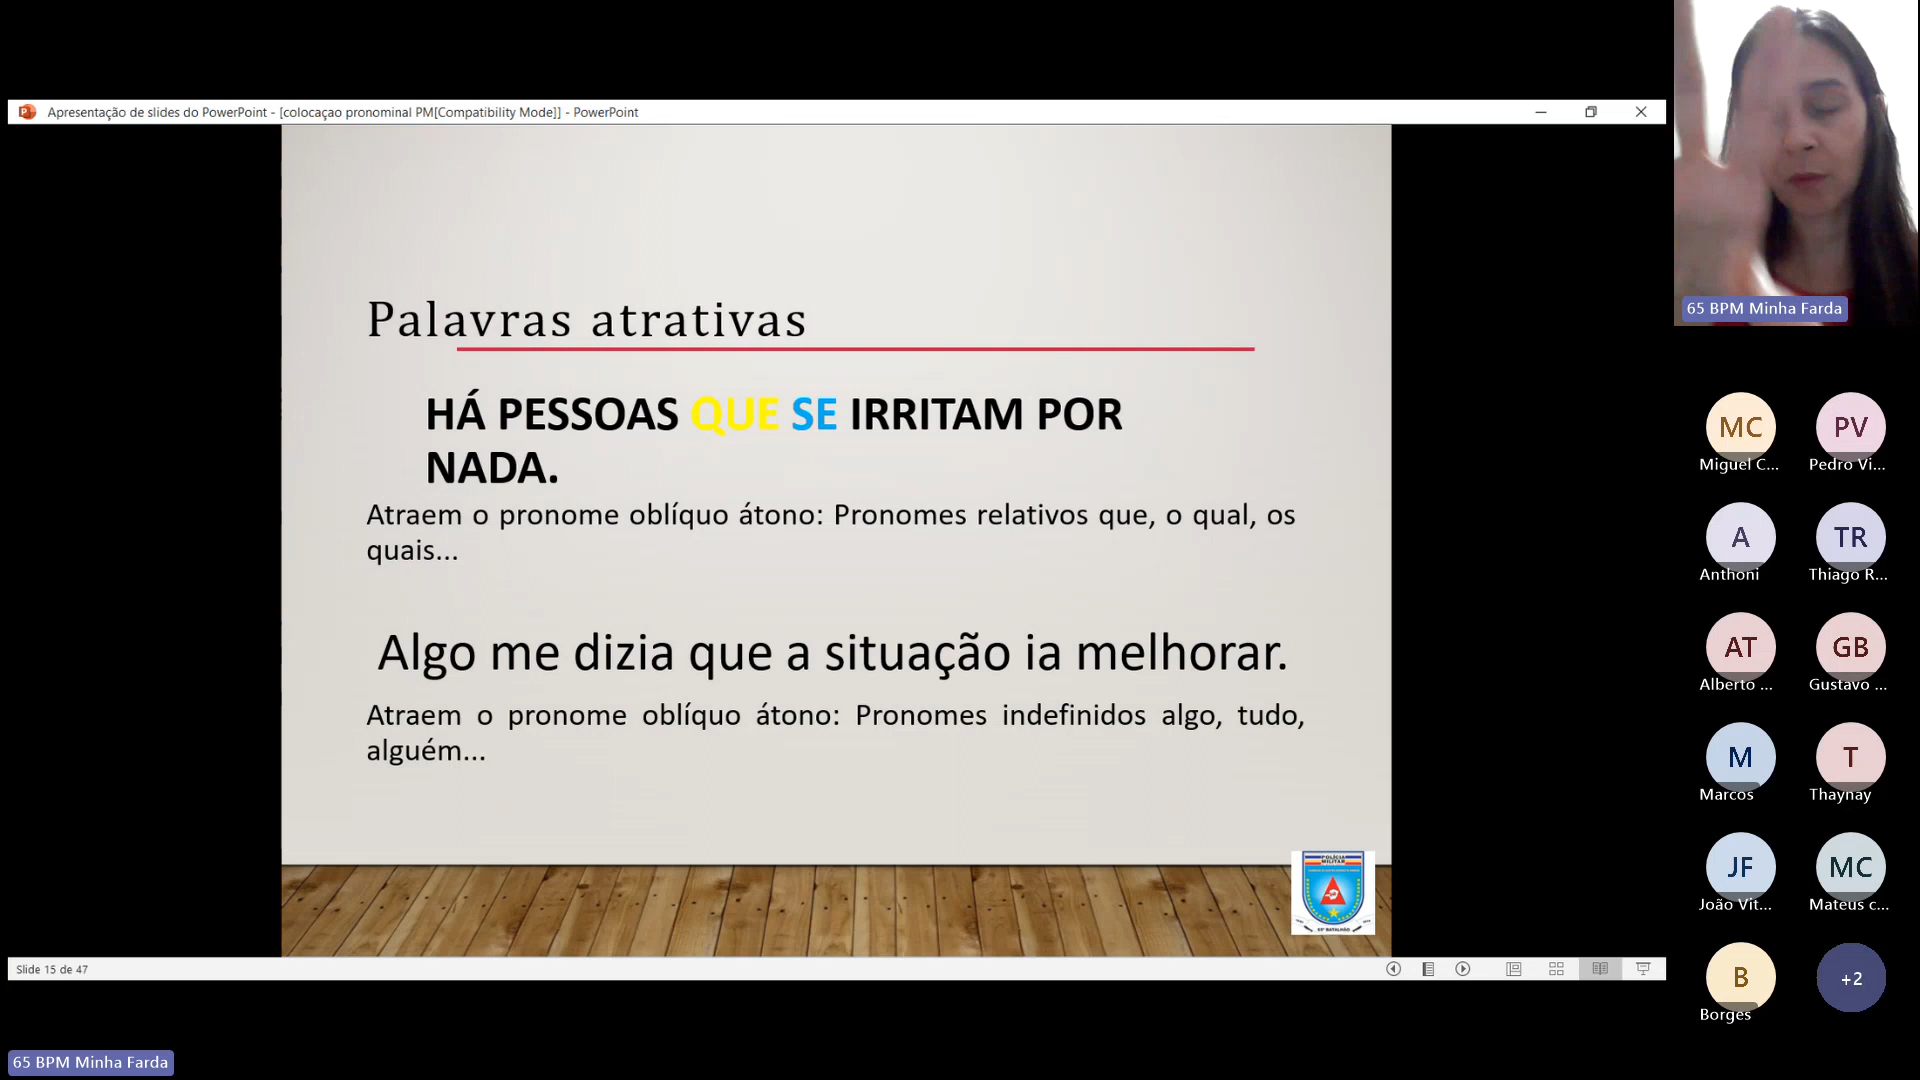 Apresentação de slides do PowerPoint - [colocaçao pronominal PM[Compatibility Mode]] - PowerPoint
Palavras atrativas
HÁ PESSOAS QUE SE IRRITAM POR
NADA.
Atraem o pronome oblíquo átono: Pronomes relativos que, o qual, os
quais...
Algo me dizia que a situação ia melhorar.
Atraem o pronome oblíquo átono: Pronomes indefinidos algo, tudo,
alguém...
POLÍCIA
MILITAR
Slide 15 de 47
65 BPM Minha Farda
65 BPM Minha Farda
MC
PV
Miguel C...
Pedro Vi...
A
TR
Anthoni
Thiago R...
AT
GB
Alberto ...
Gustavo ...
M
T
Marcos
Thaynay
JF
MC
João Vit...
Mateus c...
B
+2
Borges